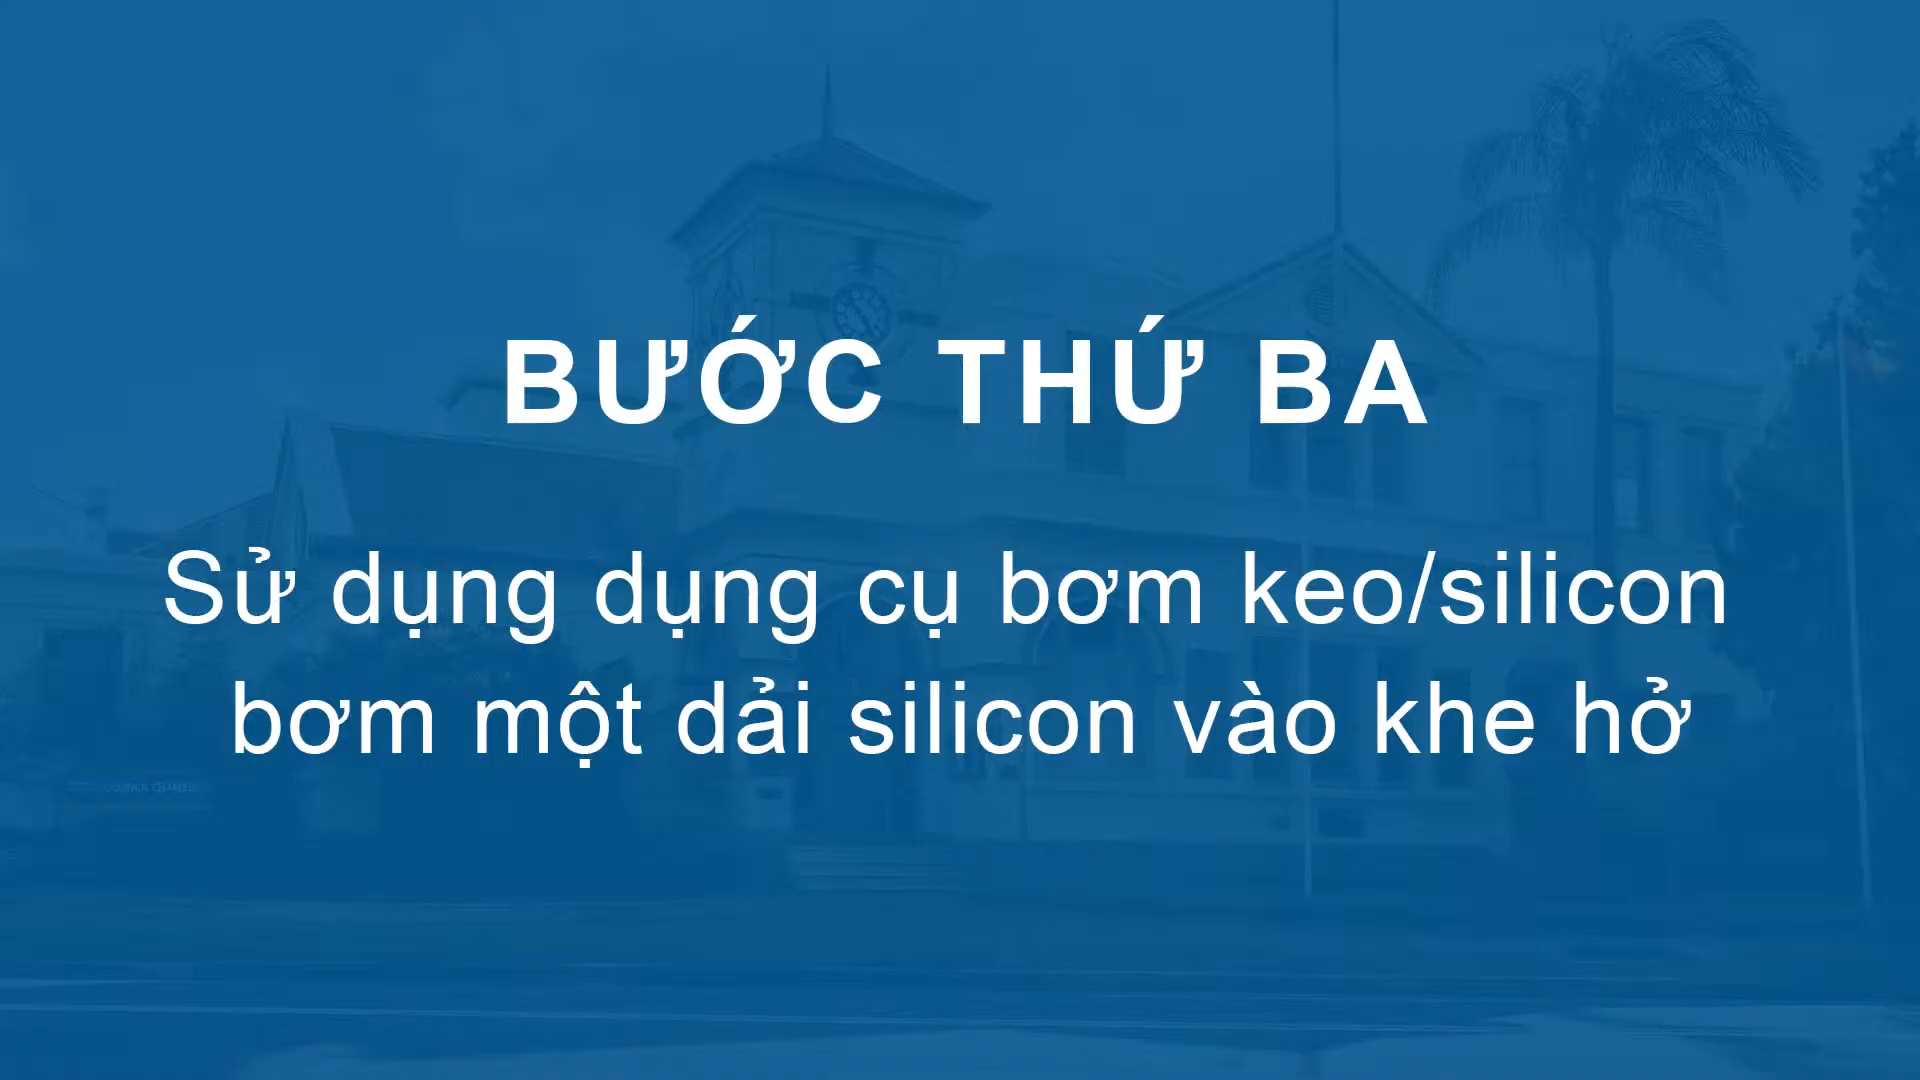 BƯỚC THỨ BA
Sử dụng dụng cụ bơm keo/silicon
bơm một dải silicon vào khe hở